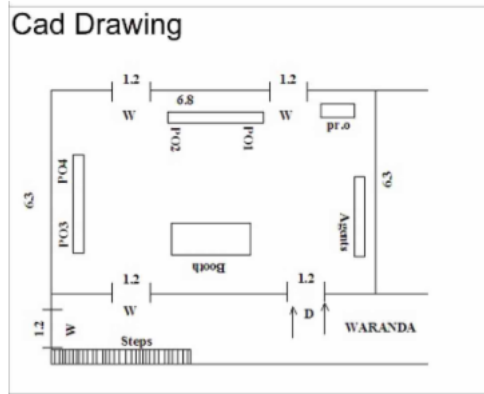 Cad Drawing
1.2
1.2
6.8
W
W
PO2
PO1
pr.o
PO4
PO3
6.3
6.3
Agents
Booth
1.2
1.2
W
D
1.2
W
Steps
WARANDA